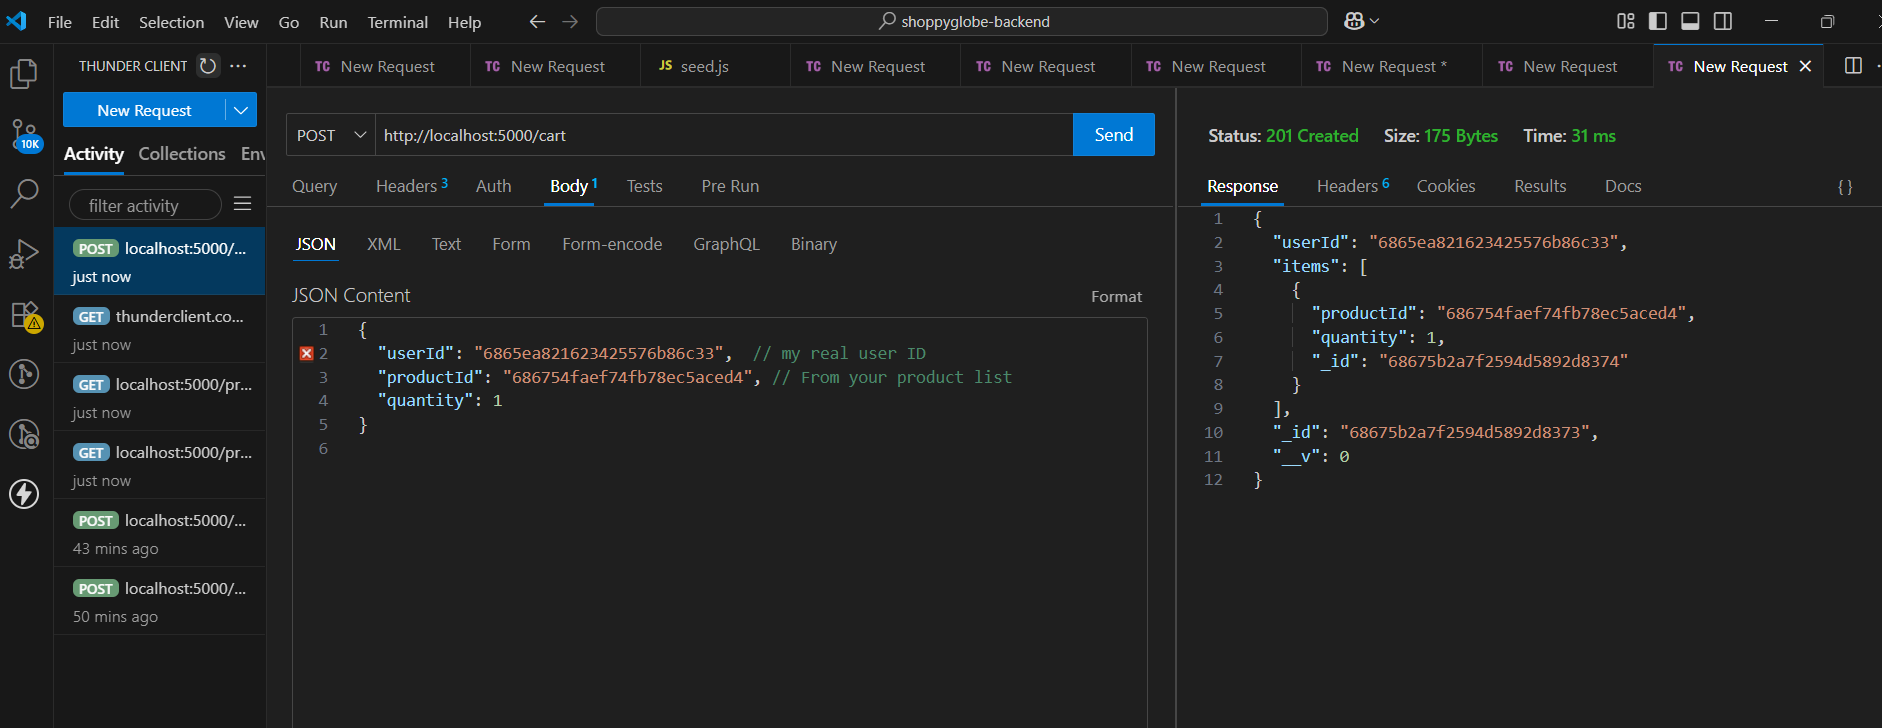 File Edit Selection View Go Run Terminal Help shoppyglobe-backend
THUNDER CLIENT
New Request
Activity Collections Env
filter activity
POST localhost:5000/...
just now
GET thunderclient.co...
just now
GET localhost:5000/pr...
just now
GET localhost:5000/pr...
just now
POST localhost:5000/...
43 mins ago
POST localhost:5000/...
50 mins ago
10K
TC New Request TC New Request JS seed.js TC New Request TC New Request TC New Request TC New Request * TC New Request TC New Request
POST http://localhost:5000/cart Send
Query Headers 3 Auth Body 1 Tests Pre Run
JSON XML Text Form Form-encode GraphQL Binary
JSON Content Format
1 {
2 "userId": "6865ea821623425576b86c33", // my real user ID
3 "productId": "686754faef74fb78ec5aced4", // From your product list
4 "quantity": 1
5 }
6
Status: 201 Created Size: 175 Bytes Time: 31 ms
Response Headers 6 Cookies Results Docs {}
1 {
2 "userId": "6865ea821623425576b86c33",
3 "items": [
4 {
5 "productId": "686754faef74fb78ec5aced4",
6 "quantity": 1,
7 "_id": "68675b2a7f2594d5892d8374"
8 }
9 ],
10 "_id": "68675b2a7f2594d5892d8373",
11 "__v": 0
12 }